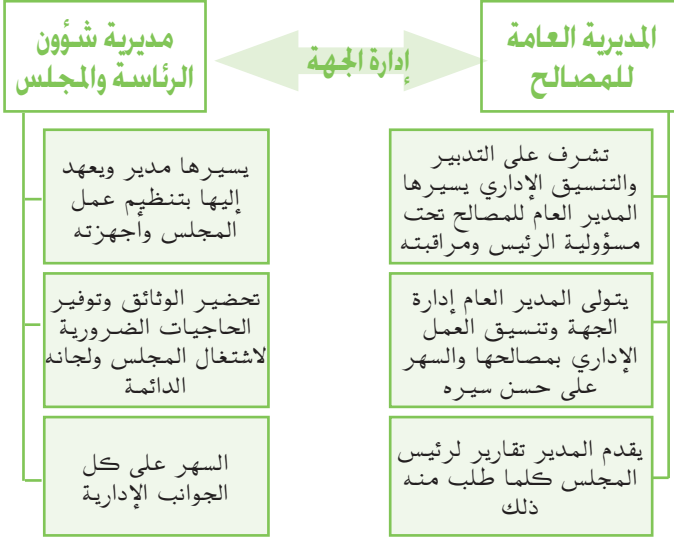 المديرية العامة
للمصالح
إدارة الجهة
مديرية شؤون
الرئاسة والمجلس
تشرف على التدبير
والتنسيق الإداري يسيرها
المدير العام للمصالح تحت
مسؤولية الرئيس ومراقبته
يتولى المدير العام إدارة
الجهة وتنسيق العمل
الإداري بمصالحها والسهر
على حسن سيره
يقدم المدير تقارير لرئيس
المجلس كلما طلب منه
ذلك
يسيرها مدير ويعهد
إليها بتنظيم عمل
المجلس وأجهزته
تحضير الوثائق وتوفير
الحاجيات الضرورية
لاشتغال المجلس ولجانه
الدائمة
السهر على كل
الجوانب الإدارية